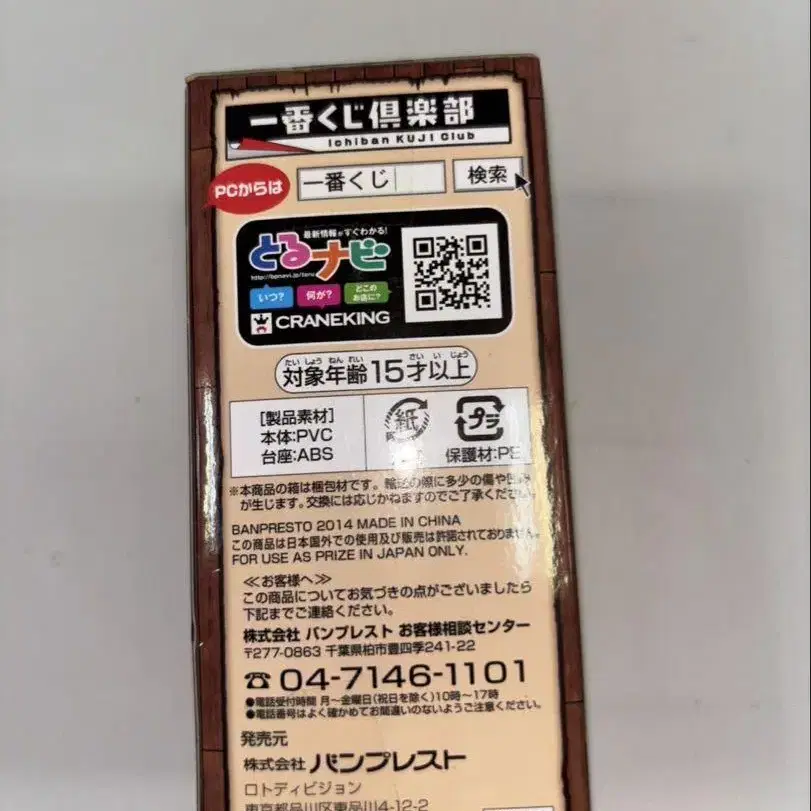 一番くじ倶楽部
Ichiban KUJI Club
PCからは 一番くじ 検索
最新情報がすぐわかる!
とるナビ
いつ? 何が? どこのお店に?
CRANEKING
たい しょう ねん れい さい い じょう
対象年齢15才以上
[製品素材]
本体:PVC
台座:ABS
紙 プラ
保護材:PE
※本商品の箱は梱包材です。輸送の際に多少の傷や凹み
が生じます。交換には応じかねますのでご了承ください。
BANPRESTO 2014 MADE IN CHINA
この商品は日本国外での使用及び販売は許諾されておりません。
FOR USE AS PRIZE IN JAPAN ONLY.
≪お客様へ≫
この商品についてお気づきの点がございましたら
下記までご連絡ください。
株式会社 バンプレスト お客様相談センター
〒277-0863 千葉県柏市豊四季241-22
☎ 04-7146-1101
●電話受付時間 月〜金曜日(祝日を除く)10時〜17時
●電話番号はよく確かめてお間違いのないようご注意ください。
発売元
株式会社 バンプレスト
ロトディビジョン
東京都品川区東品川4-12-2